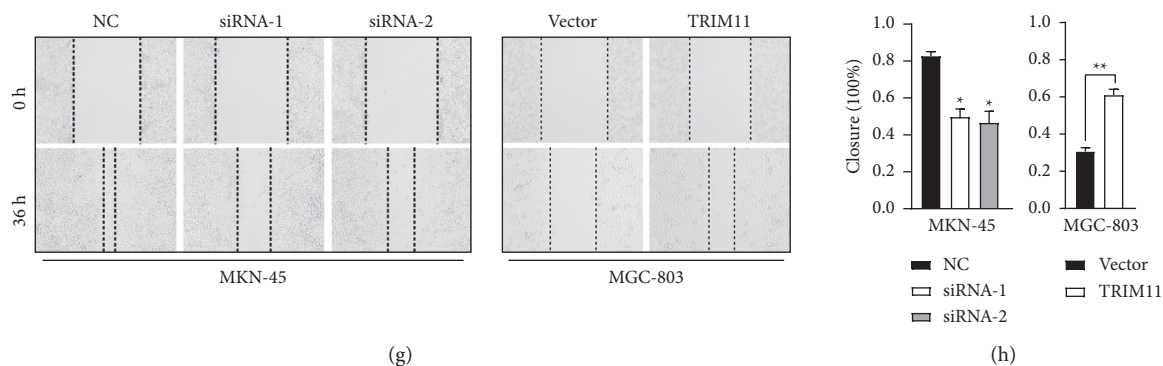 NC siRNA-1 siRNA-2 Vector TRIM11
0 h
36 h
MKN-45 MGC-803
(g)
Closure (100%)
1.0
0.8
0.6
0.4
0.2
0.0
* *
MKN-45
NC
siRNA-1
siRNA-2
1.0
0.8
0.6
0.4
0.2
0.0
**
MGC-803
Vector
TRIM11
(h)